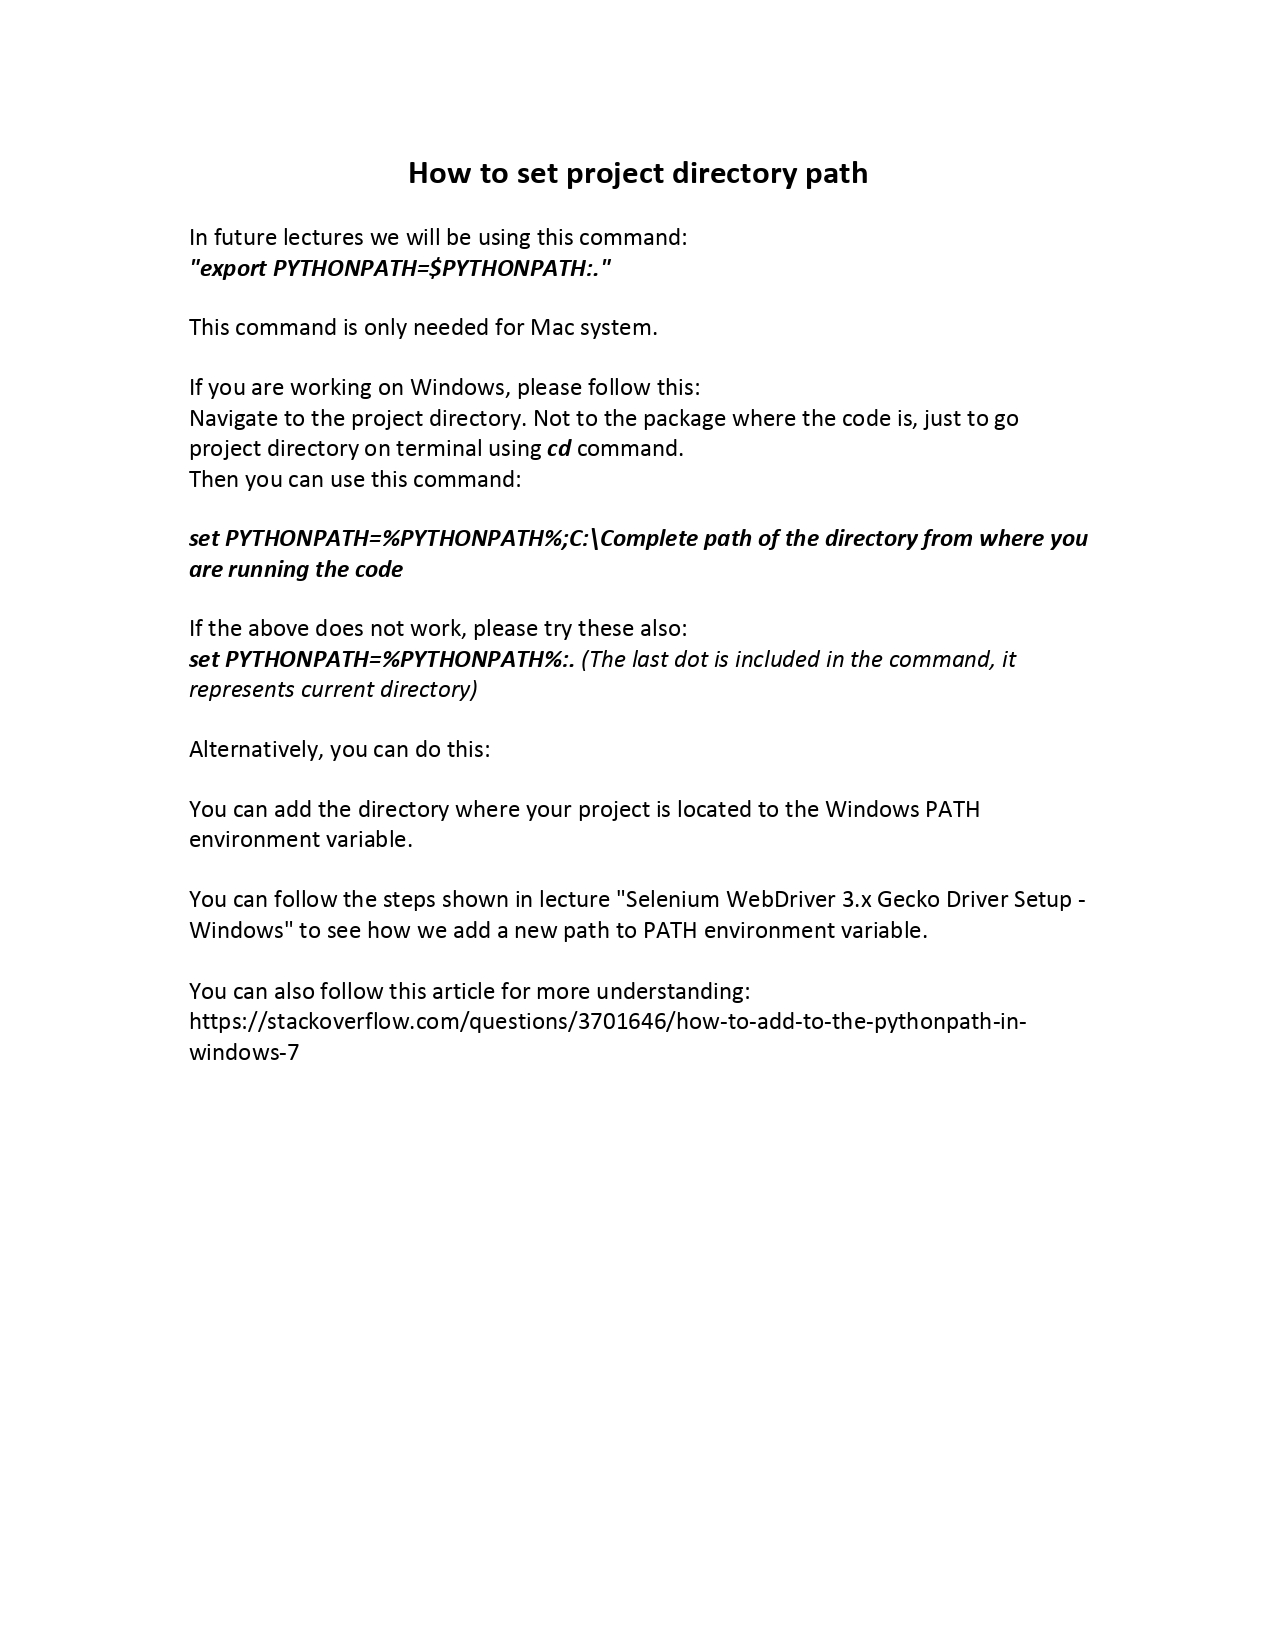 How to set project directory path
In future lectures we will be using this command:
"export PYTHONPATH=$PYTHONPATH:."
This command is only needed for Mac system.
If you are working on Windows, please follow this:
Navigate to the project directory. Not to the package where the code is, just to go
project directory on terminal using cd command.
Then you can use this command:
set PYTHONPATH=%PYTHONPATH%;C:\Complete path of the directory from where you
are running the code
If the above does not work, please try these also:
set PYTHONPATH=%PYTHONPATH%:. (The last dot is included in the command, it
represents current directory)
Alternatively, you can do this:
You can add the directory where your project is located to the Windows PATH
environment variable.
You can follow the steps shown in lecture "Selenium WebDriver 3.x Gecko Driver Setup -
Windows" to see how we add a new path to PATH environment variable.
You can also follow this article for more understanding:
https://stackoverflow.com/questions/3701646/how-to-add-to-the-pythonpath-in-
windows-7